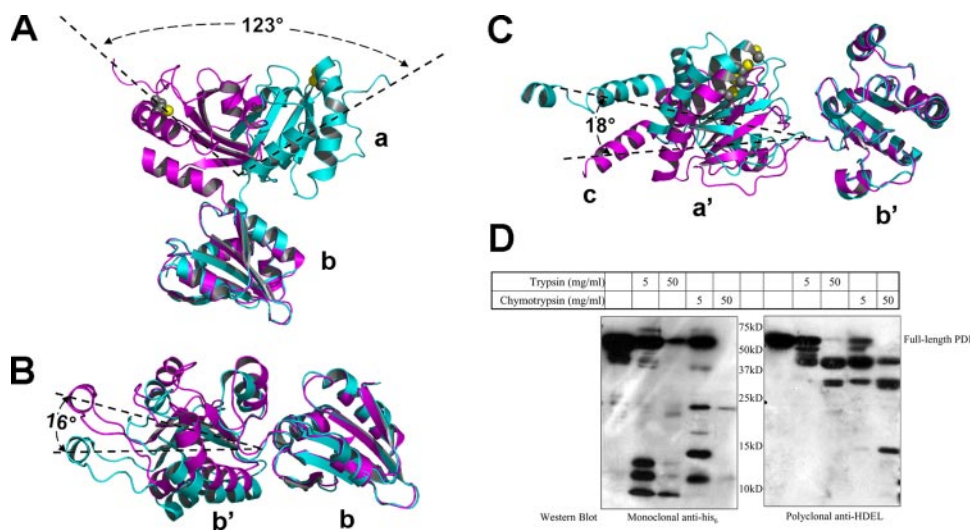 A
123°
a
b
B
16°
b'
b
C
18°
c
a'
b'
D
Trypsin (mg/ml) 5 50 5 50
Chymotrypsin (mg/ml) 5 50 5 50
75kD
50kD
37kD
25kD
15kD
10kD
Full-length PDI
Western Blot Monoclonal anti-his6 Polyclonal anti-HDEL